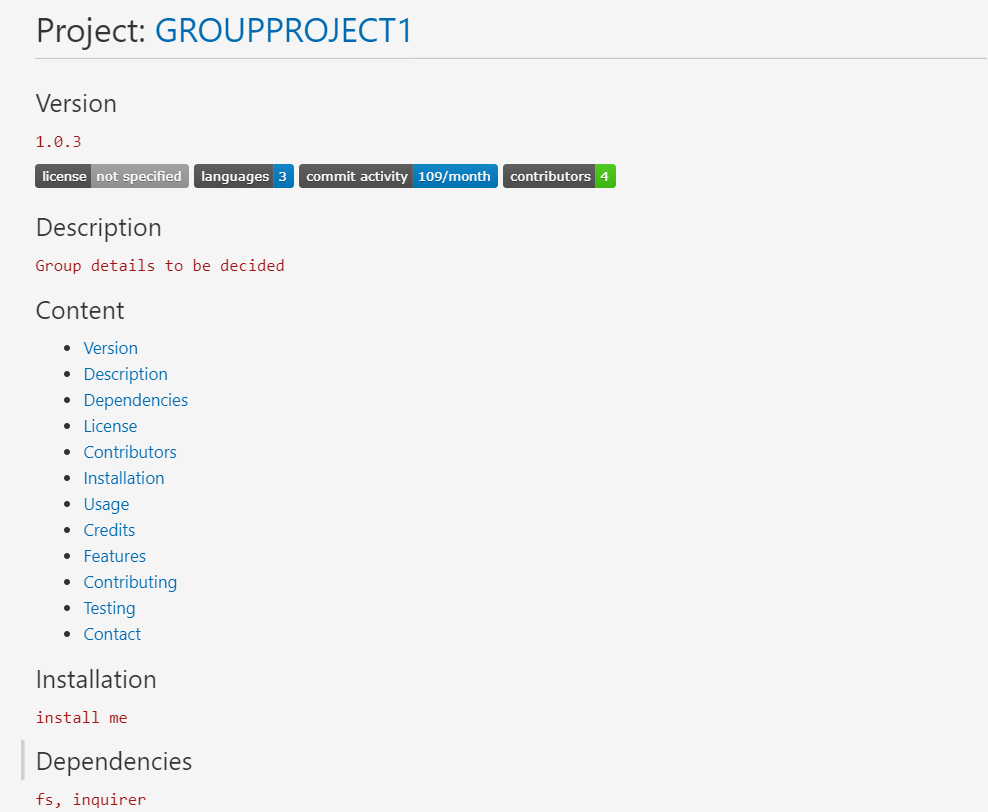 Project: GROUPPROJECT1
Version
1.0.3
license not specified languages 3 commit activity 109/month contributors 4
Description
Group details to be decided
Content
Version
Description
Dependencies
License
Contributors
Installation
Usage
Credits
Features
Contributing
Testing
Contact
Installation
install me
Dependencies
fs, inquirer